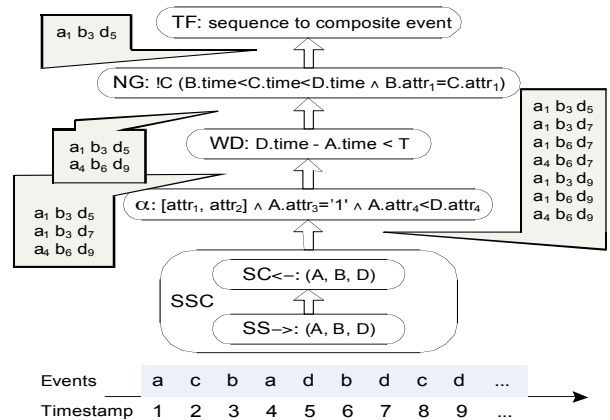 TF: sequence to composite event
a₁ b₃ d₅
NG: !C (B.time<C.time<D.time ∧ B.attr₁=C.attr₁)
WD: D.time - A.time < T
a₁ b₃ d₅
a₄ b₆ d₉
α: [attr₁, attr₂] ∧ A.attr₃='1' ∧ A.attr₄<D.attr₄
a₁ b₃ d₅
a₁ b₃ d₇
a₄ b₆ d₉
a₁ b₃ d₅
a₁ b₃ d₇
a₁ b₆ d₇
a₄ b₆ d₇
a₁ b₃ d₉
a₁ b₆ d₉
a₄ b₆ d₉
SC<–: (A, B, D)
SSC
SS–>: (A, B, D)
Events a c b a d b d c d ...
Timestamp 1 2 3 4 5 6 7 8 9 ...